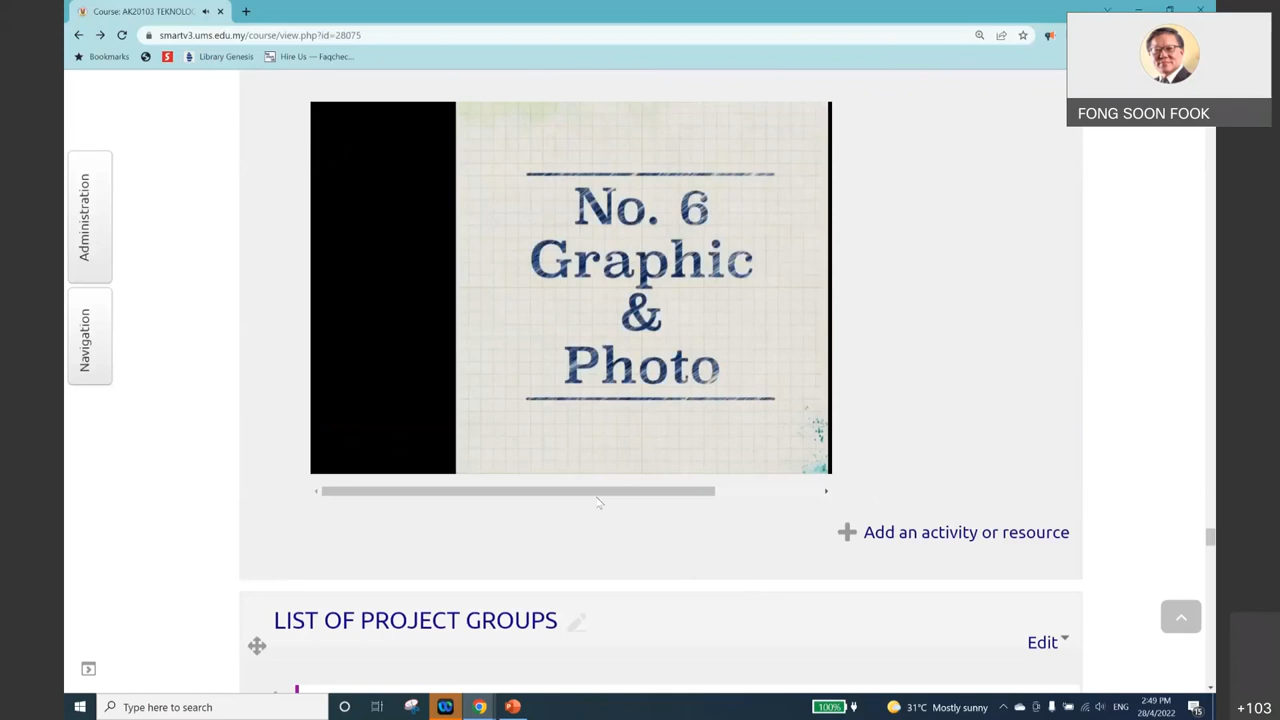 Course: AK20103 TEKNOLOG
smartv3.ums.edu.my/course/view.php?id=28075
Bookmarks
S
Library Genesis
Hire Us — Faqchec...
FONG SOON FOOK
Administration
Navigation
No. 6
Graphic
&
Photo
Add an activity or resource
LIST OF PROJECT GROUPS
Edit
Type here to search
100%
31°C Mostly sunny
ENG
2:49 PM
28/4/2022
15
+103